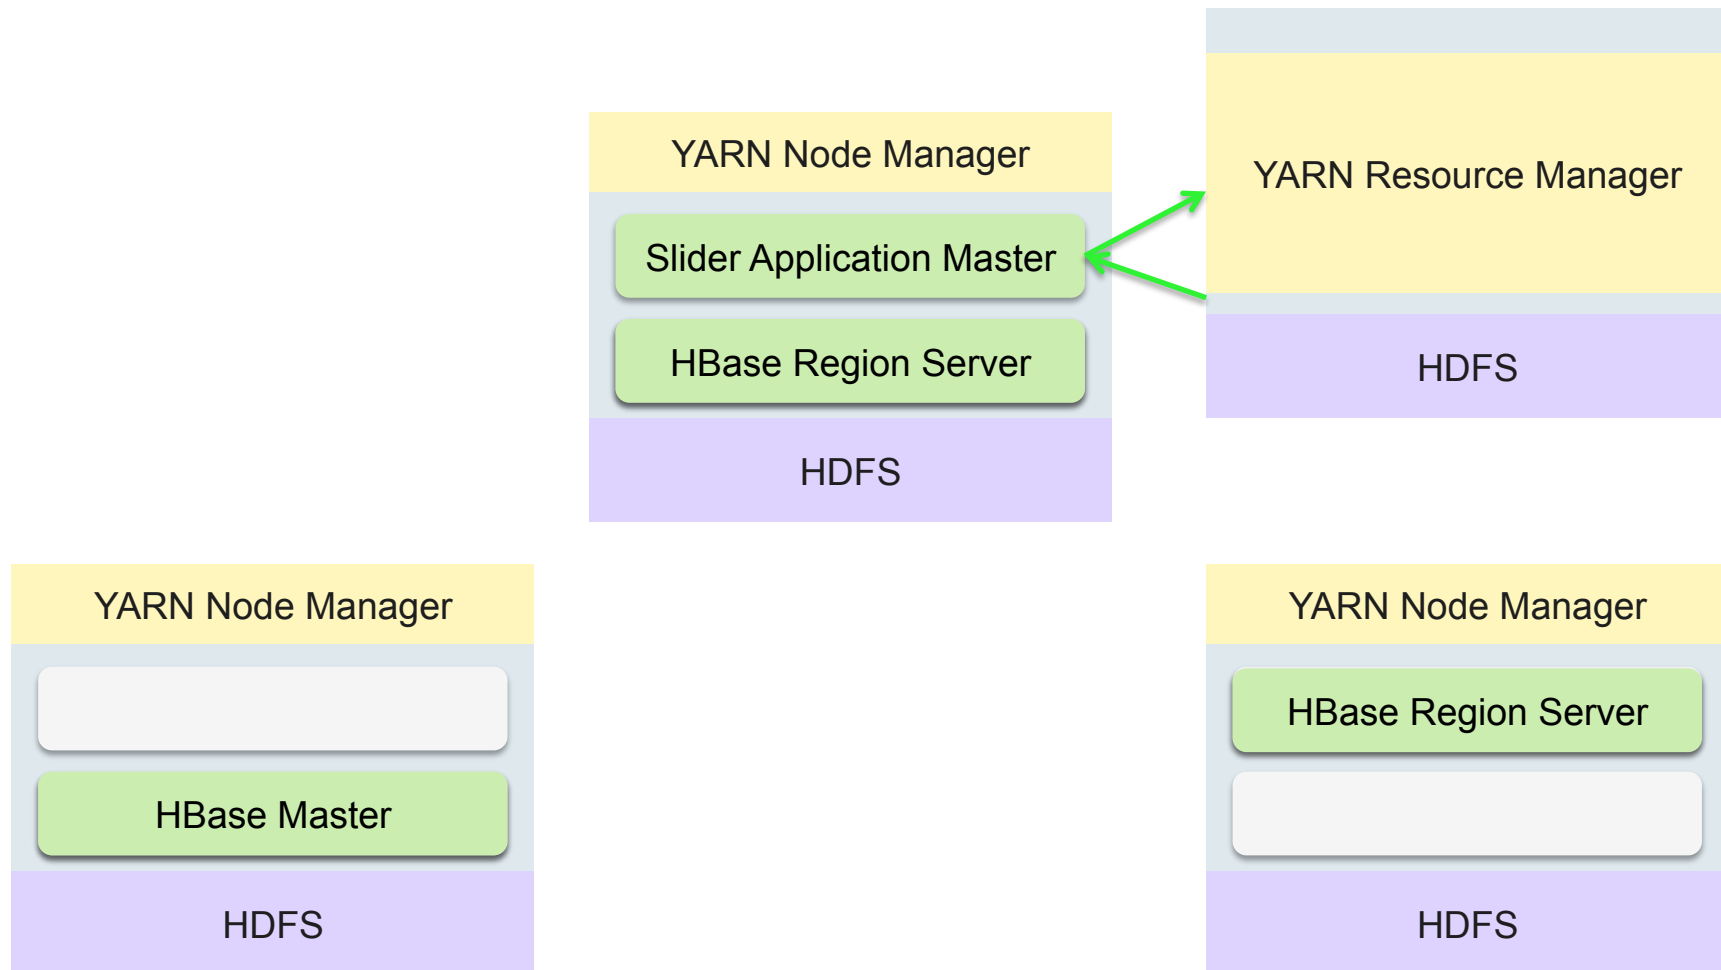 YARN Node Manager
Slider Application Master
HBase Region Server
HDFS
YARN Resource Manager
HDFS
YARN Node Manager
HBase Master
HDFS
YARN Node Manager
HBase Region Server
HDFS